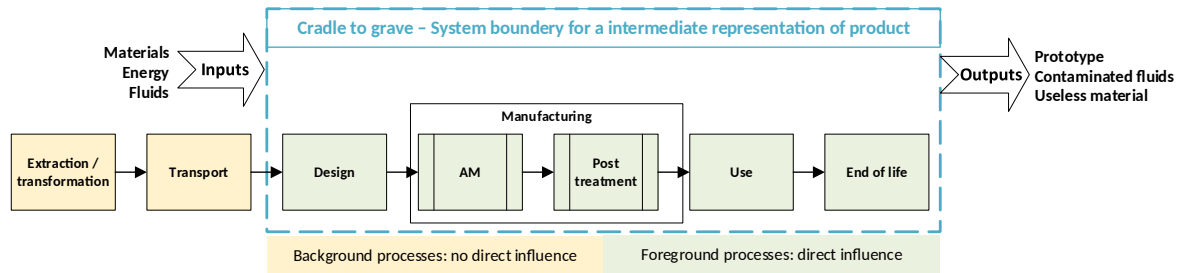 Cradle to grave – System boundery for a intermediate representation of product
Materials
Energy
Fluids
Inputs
Outputs
Prototype
Contaminated fluids
Useless material
Manufacturing
Extraction /
transformation
Transport
Design
AM
Post
treatment
Use
End of life
Background processes: no direct influence
Foreground processes: direct influence